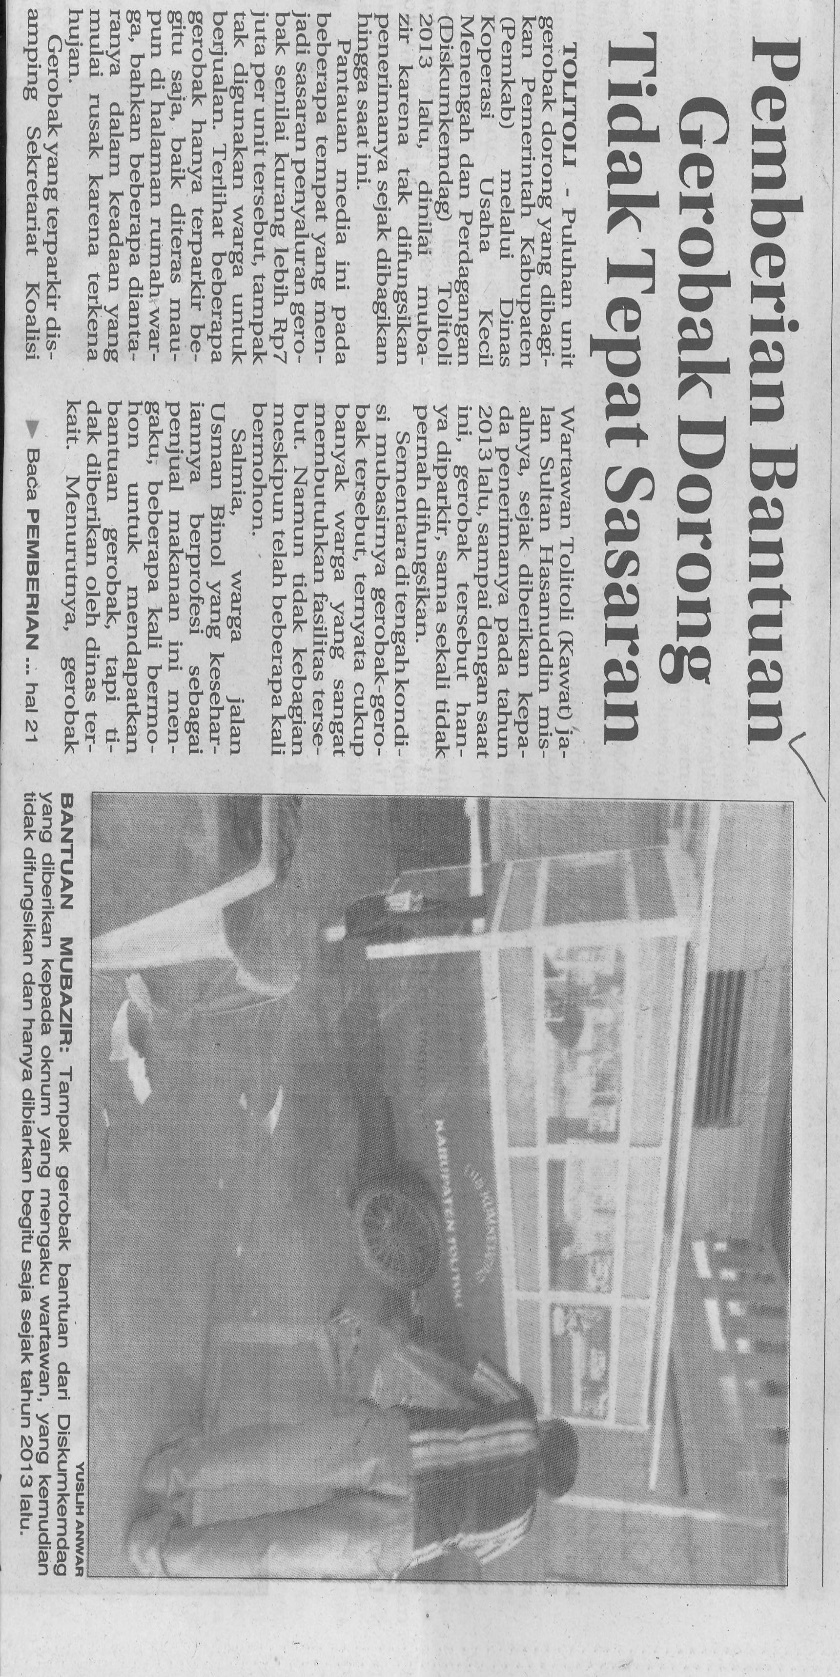 Pemberian Bantuan
Gerobak Dorong
Tidak Tepat Sasaran
TOLITOLI - Puluhan unit
gerobak dorong yang dibagi-
kan Pemerintah Kabupaten
(Pemkab) melalui Dinas
Koperasi Usaha Kecil
Menengah dan Perdagangan
(Diskumkemdag) Tolitoli
2013 lalu, dinilai muba-
zir karena tak difungsikan
penerimanya sejak dibagikan
hingga saat ini.
Pantauan media ini pada
beberapa tempat yang men-
jadi sasaran penyaluran gero-
bak senilai kurang lebih Rp7
juta per unit tersebut, tampak
tak digunakan warga untuk
berjualan. Terlihat beberapa
gerobak hanya terparkir be-
gitu saja, baik diteras mau-
pun di halaman rumah war-
ga, bahkan beberapa dianta-
ranya dalam keadaan yang
mulai rusak karena terkena
hujan.
Gerobak yang terparkir dis-
amping Sekretariat Koalisi
Wartawan Tolitoli (Kawat) ja-
lan Sultan Hasanuddin mis-
alnya, sejak diberikan kepa-
da penerimanya pada tahun
2013 lalu, sampai dengan saat
ini, gerobak tersebut han-
ya diparkir, sama sekali tidak
pernah difungsikan.
Sementara di tengah kondi-
si mubasirnya gerobak-gero-
bak tersebut, ternyata cukup
banyak warga yang sangat
membutuhkan fasilitas terse-
but. Namun tidak kebagian
meskipun telah beberapa kali
bermohon.
Salmia, warga jalan
Usman Binol yang kesehar-
iannya berprofesi sebagai
penjual makanan ini men-
gaku, beberapa kali bermo-
hon untuk mendapatkan
bantuan gerobak, tapi ti-
dak diberikan oleh dinas ter-
kait. Menurutnya, gerobak
▶ Baca PEMBERIAN ... hal 21
KABUPATEN TOLITOLI
YUSLIH ANWAR
BANTUAN MUBAZIR: Tampak gerobak bantuan dari Diskumkemdag
yang diberikan kepada oknum yang mengaku wartawan, yang kemudian
tidak difungsikan dan hanya dibiarkan begitu saja sejak tahun 2013 lalu.